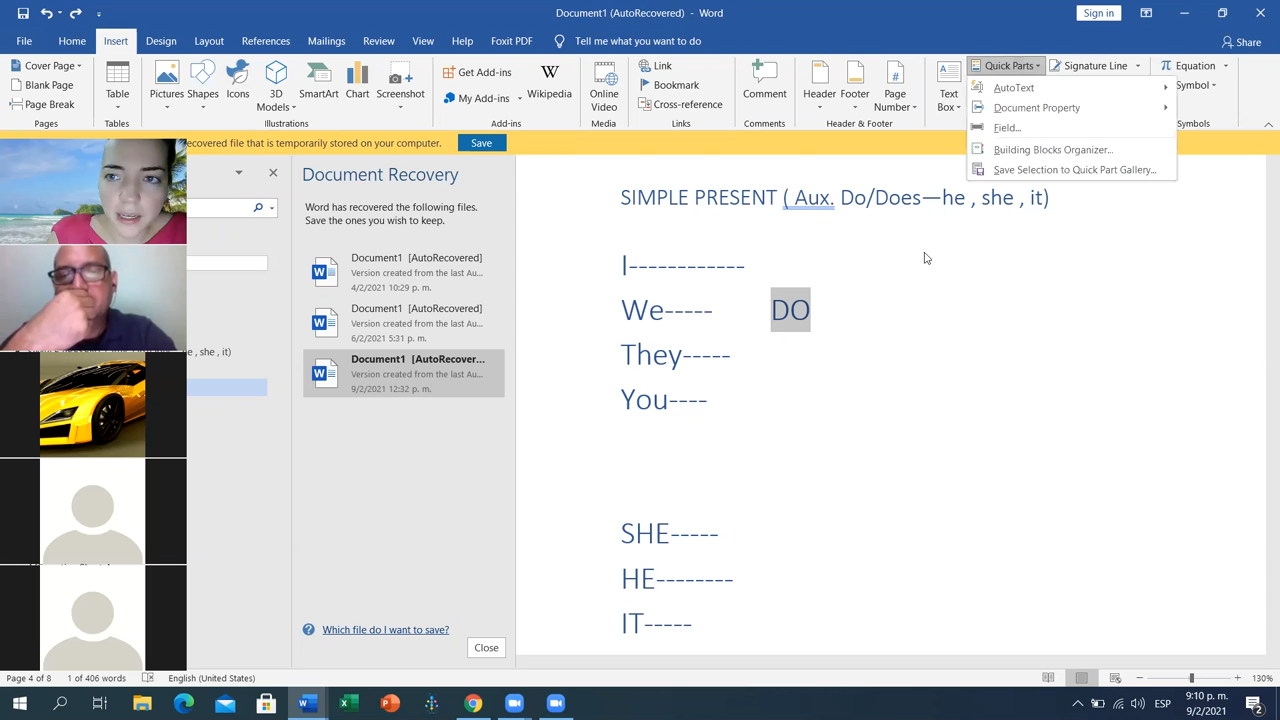 Document1 (AutoRecovered) - Word
Sign in
File Insert Design Layout References Mailings Review View Help Foxit PDF Tell me what you want to do
Share
Cover Page
Blank Page
Page Break
Pages
Table
Tables
Pictures Shapes Icons 3D Models SmartArt Chart Screenshot
Illustrations
Get Add-ins
My Add-ins
Wikipedia
Add-ins
Online Video
Media
Link
Bookmark
Cross-reference
Links
Comment
Comments
Header Footer Page Number
Header & Footer
Text Box
Quick Parts
Signature Line
Equation
Symbol
AutoText
Document Property
Field...
Building Blocks Organizer...
Save Selection to Quick Part Gallery...
ecovered file that is temporarily stored on your computer.
Save
Document Recovery
Word has recovered the following files.
Save the ones you wish to keep.
Document1 [AutoRecovered]
Version created from the last Au...
4/2/2021 10:29 p. m.
Document1 [AutoRecovered]
Version created from the last Au...
6/2/2021 5:31 p. m.
Document1 [AutoRecover...
Version created from the last Au...
9/2/2021 12:32 p. m.
Which file do I want to save?
Close
he , she , it)
SIMPLE PRESENT ( Aux. Do/Does—he , she , it)
I------------
We----- DO
They-----
You----
SHE-----
HE--------
IT-----
Page 4 of 8 1 of 406 words English (United States)
130%
ESP
9:10 p. m.
9/2/2021
2